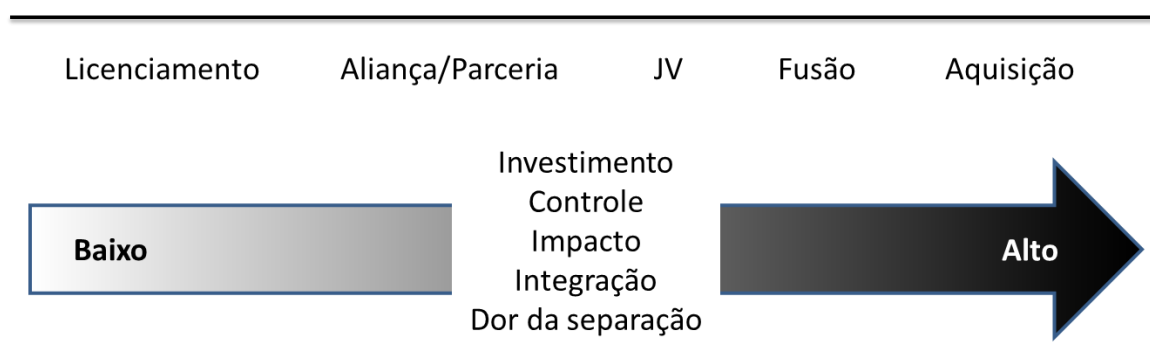 Licenciamento Aliança/Parceria JV Fusão Aquisição
Investimento
Controle
Baixo Impacto Alto
Integração
Dor da separação